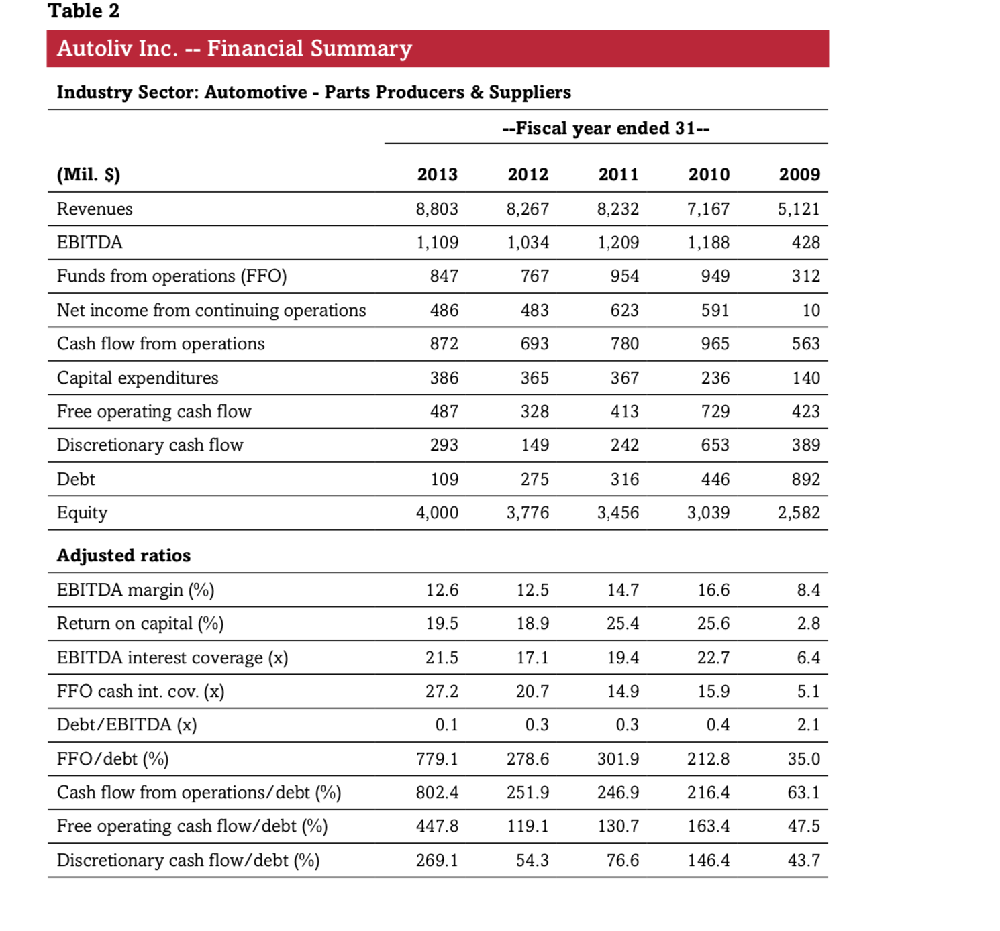 Table 2
Autoliv Inc. -- Financial Summary
Industry Sector: Automotive - Parts Producers & Suppliers
--Fiscal year ended 31--
(Mil. $) 2013 2012 2011 2010 2009
Revenues 8,803 8,267 8,232 7,167 5,121
EBITDA 1,109 1,034 1,209 1,188 428
Funds from operations (FFO) 847 767 954 949 312
Net income from continuing operations 486 483 623 591 10
Cash flow from operations 872 693 780 965 563
Capital expenditures 386 365 367 236 140
Free operating cash flow 487 328 413 729 423
Discretionary cash flow 293 149 242 653 389
Debt 109 275 316 446 892
Equity 4,000 3,776 3,456 3,039 2,582
Adjusted ratios
EBITDA margin (%) 12.6 12.5 14.7 16.6 8.4
Return on capital (%) 19.5 18.9 25.4 25.6 2.8
EBITDA interest coverage (x) 21.5 17.1 19.4 22.7 6.4
FFO cash int. cov. (x) 27.2 20.7 14.9 15.9 5.1
Debt/EBITDA (x) 0.1 0.3 0.3 0.4 2.1
FFO/debt (%) 779.1 278.6 301.9 212.8 35.0
Cash flow from operations/debt (%) 802.4 251.9 246.9 216.4 63.1
Free operating cash flow/debt (%) 447.8 119.1 130.7 163.4 47.5
Discretionary cash flow/debt (%) 269.1 54.3 76.6 146.4 43.7